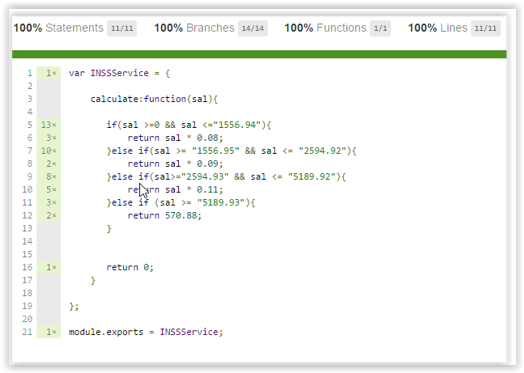 100% Statements 11/11 100% Branches 14/14 100% Functions 1/1 100% Lines 11/11
1 1× var INSSService = {
2
3 calculate:function(sal){
4
5 13× if(sal >=0 && sal <="1556.94"){
6 3× return sal * 0.08;
7 10× }else if(sal >= "1556.95" && sal <= "2594.92"){
8 2× return sal * 0.09;
9 8× }else if(sal>="2594.93" && sal <= "5189.92"){
10 5× return sal * 0.11;
11 3× }else if (sal >= "5189.93"){
12 2× return 570.88;
13 }
14
15
16 1× return 0;
17 }
18
19 };
20
21 1× module.exports = INSSService;